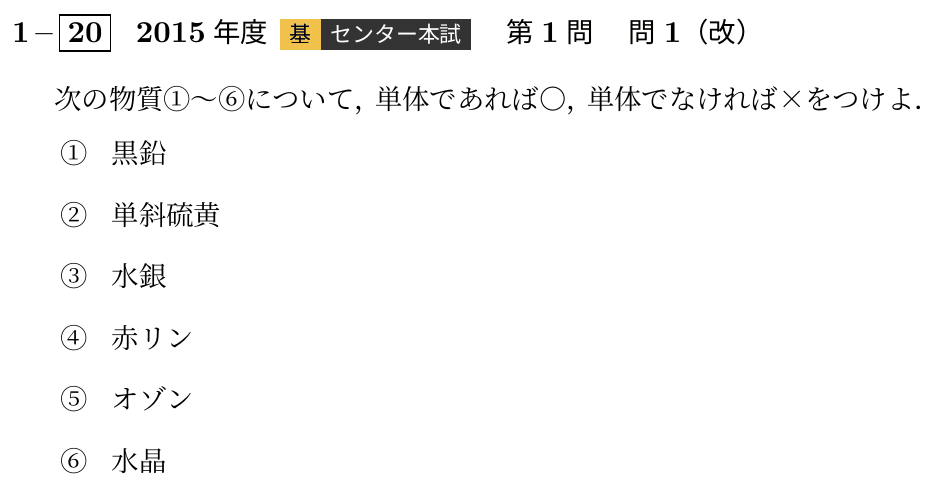 1－20 2015年度 基 センター本試 第1問 問1（改）
次の物質①～⑥について，単体であれば○，単体でなければ×をつけよ．
① 黒鉛
② 単斜硫黄
③ 水銀
④ 赤リン
⑤ オゾン
⑥ 水晶